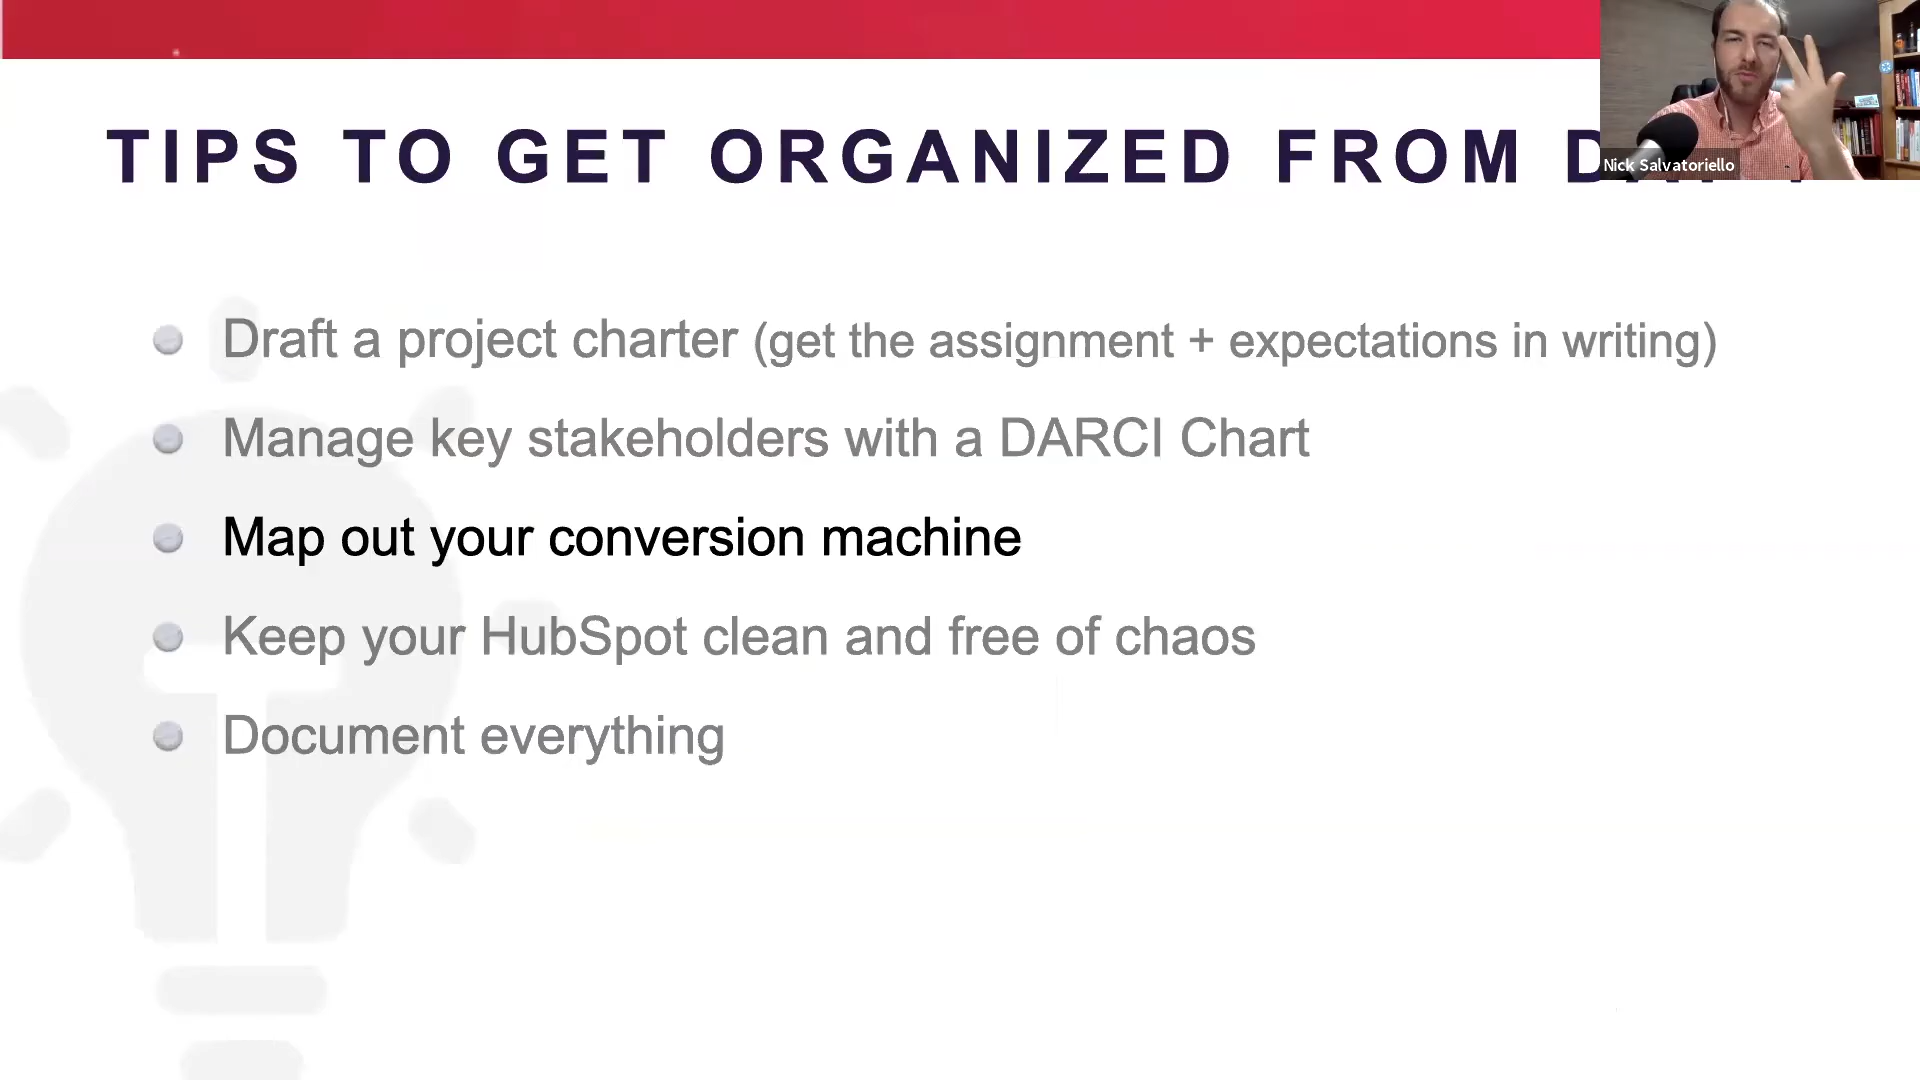 TIPS TO GET ORGANIZED FROM
Nick Salvatoriello
Draft a project charter (get the assignment + expectations in writing)
Manage key stakeholders with a DARCI Chart
Map out your conversion machine
Keep your HubSpot clean and free of chaos
Document everything